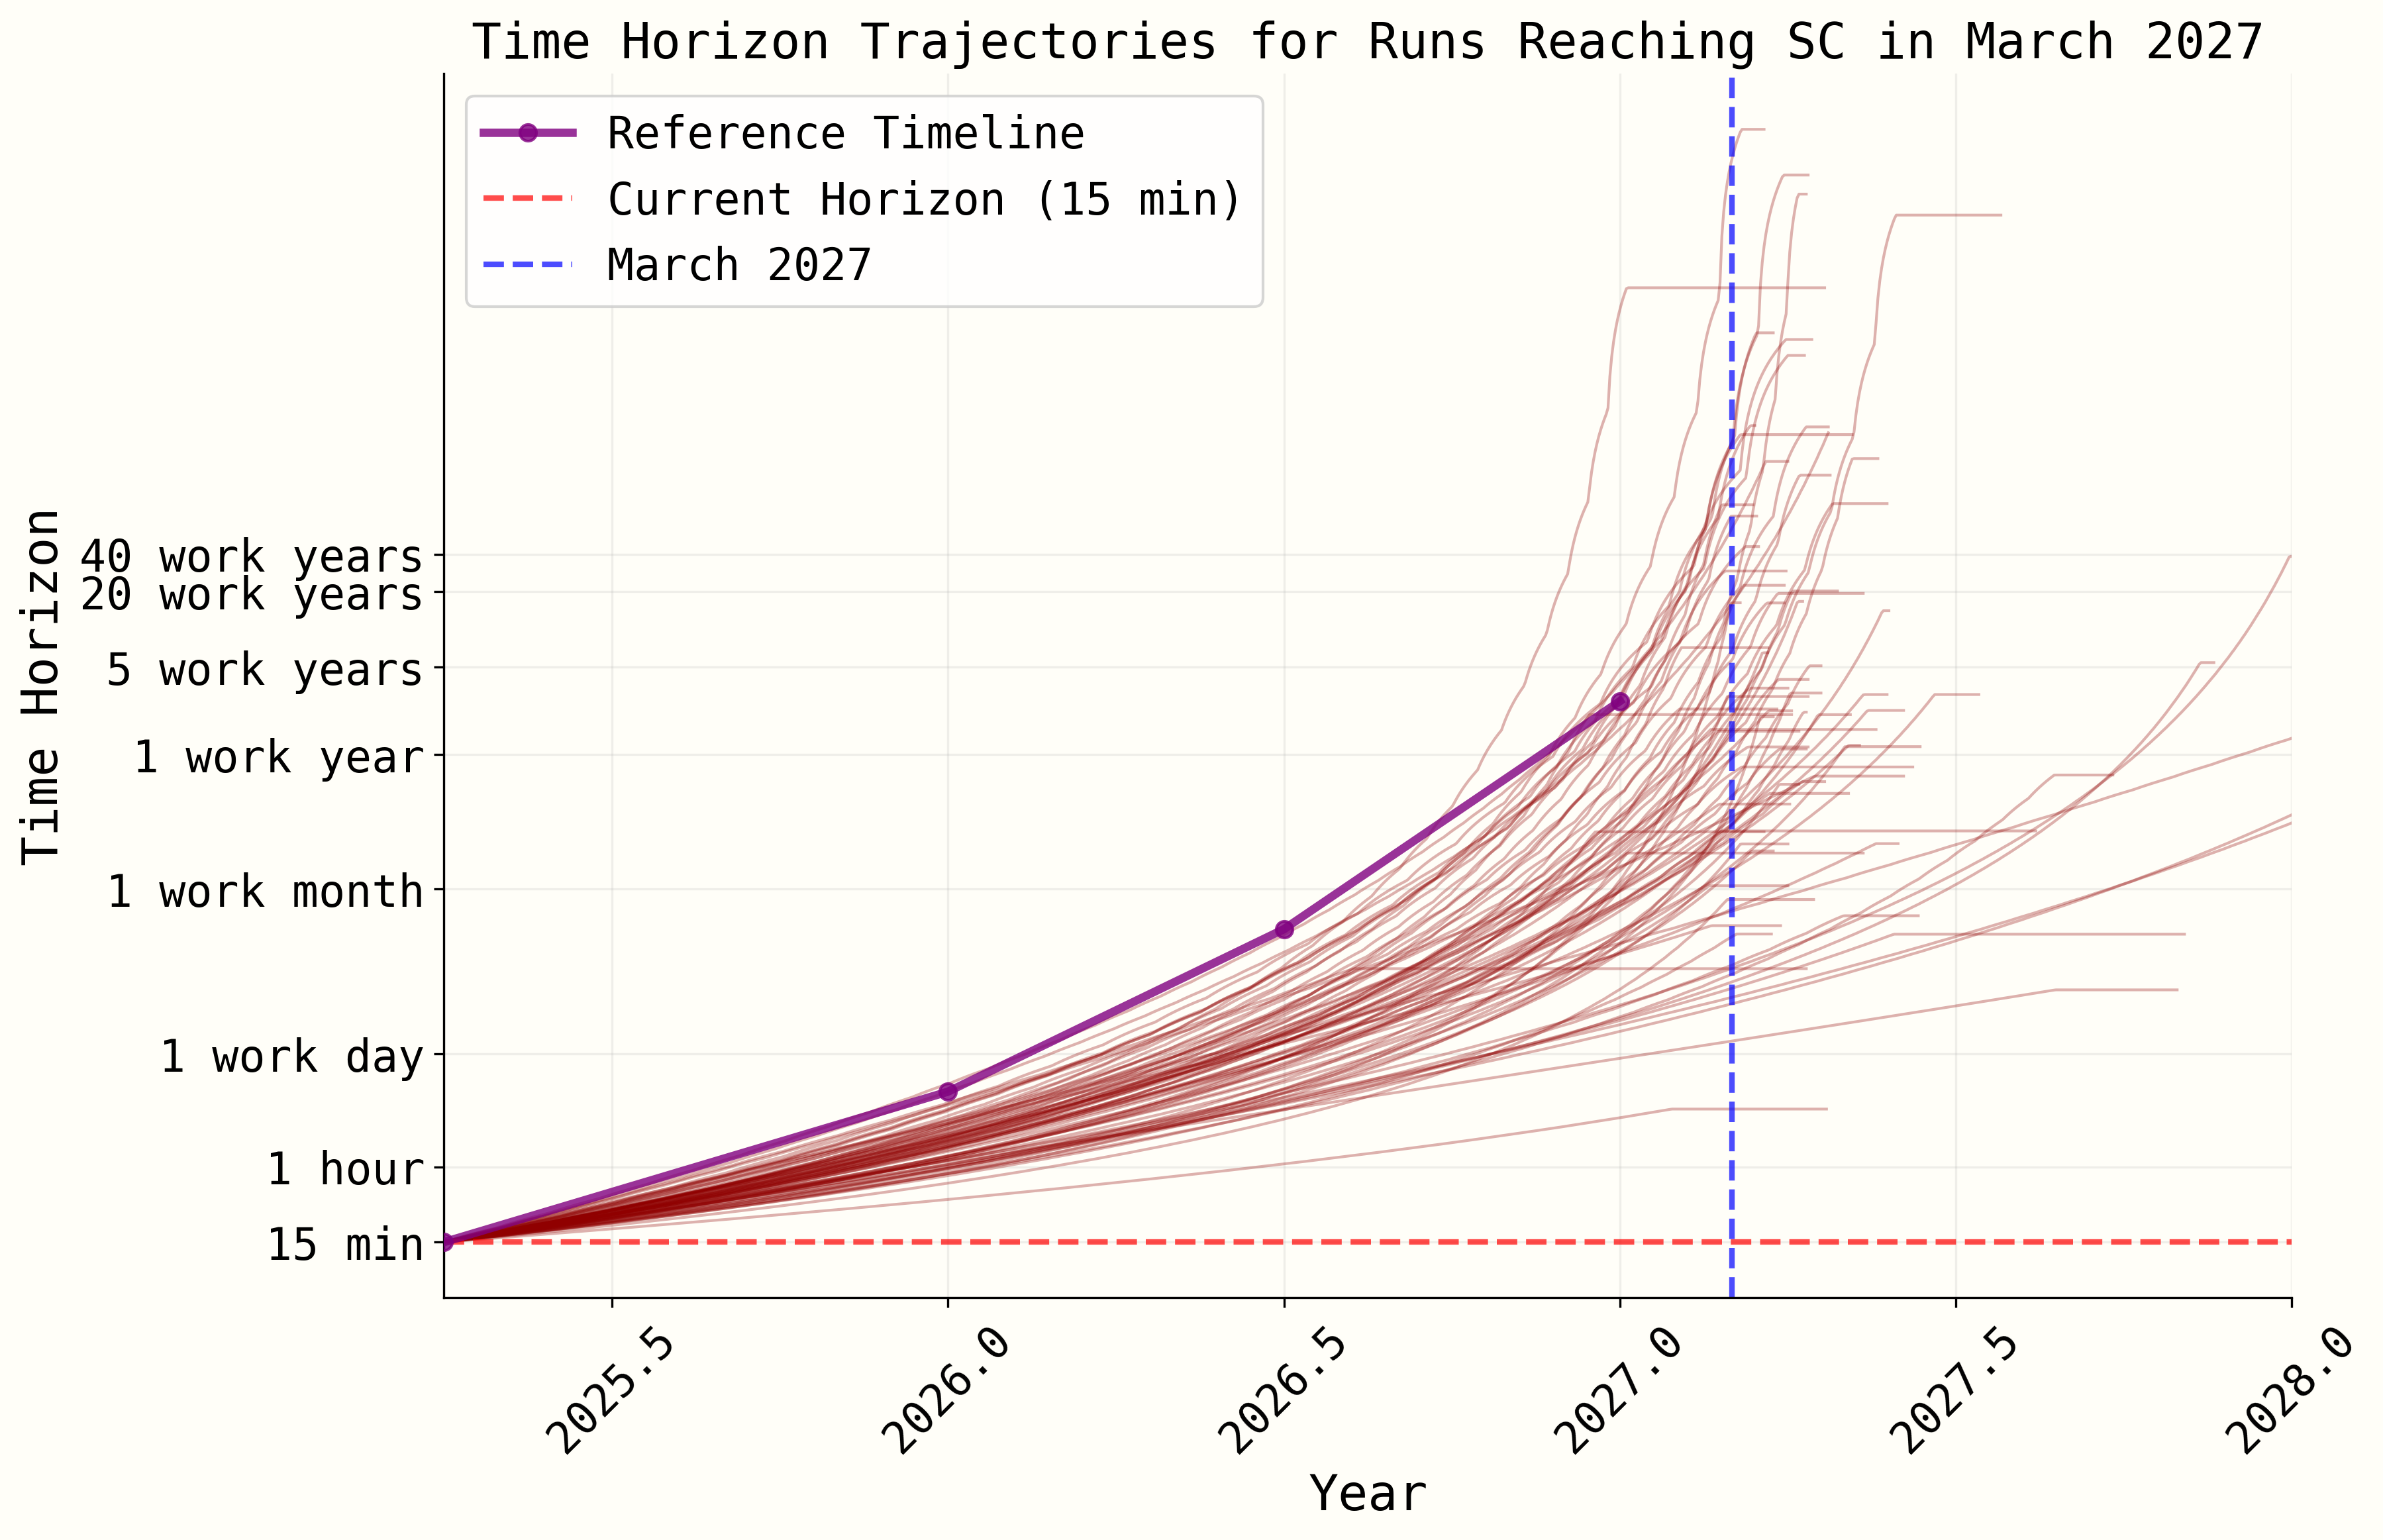 Time Horizon Trajectories for Runs Reaching SC in March 2027
Reference Timeline
Current Horizon (15 min)
March 2027
Time Horizon
40 work years
20 work years
5 work years
1 work year
1 work month
1 work day
1 hour
15 min
2025.5
2026.0
2026.5
2027.0
2027.5
2028.0
Year